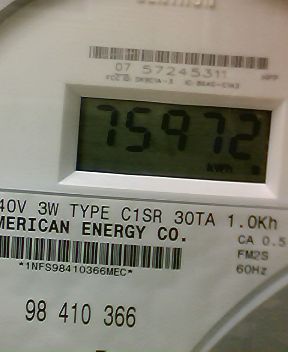 07 57245311
75972
kWh
40V 3W TYPE C1SR 30TA 1.0Kh
MERICAN ENERGY CO.
CA 0.5
*1NFS98410366MEC*
FM2S
60Hz
98 410 366